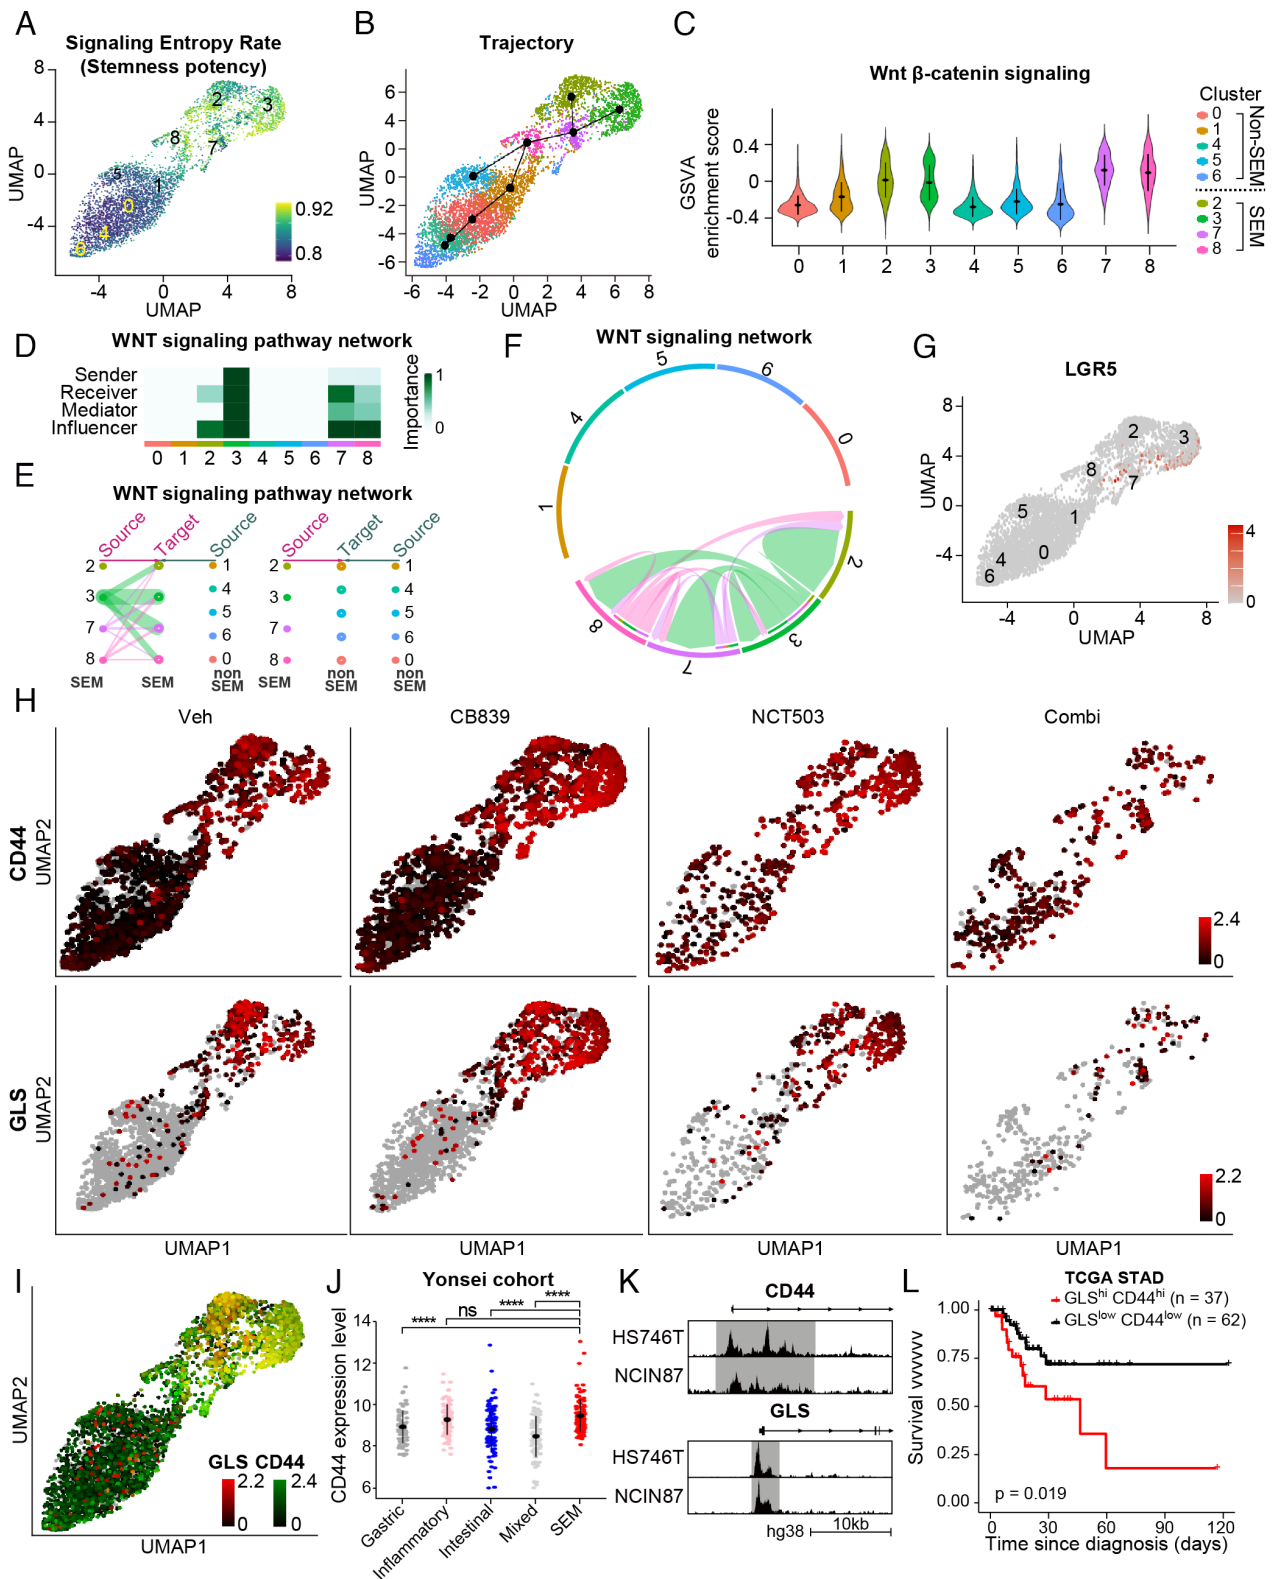 A
Signaling Entropy Rate
(Stemness potency)
8
4
0
-4
UMAP
2
3
8
7
5
1
0
4
6
0.92
0.8
-4
0
4
8
UMAP
B
Trajectory
6
4
2
0
0
-2
-4
-6
UMAP
-6
-4
-2
0
2
4
6
8
UMAP
C
Wnt β-catenin signaling
GSVA
enrichment score
0.4
0
-0.4
0
1
2
3
4
5
6
7
8
Cluster
0
1
4
5
6
Non-SEM
2
3
7
8
SEM
D
WNT signaling pathway network
Sender
Receiver
Mediator
Influencer
0
1
2
3
4
5
6
7
8
Importance
1
0
E
WNT signaling pathway network
Source
Target
Source
Source
Target
Source
2
1
2
1
3
4
3
4
5
5
7
6
7
6
8
0
8
0
SEM
SEM
non
SEM
SEM
non
SEM
non
SEM
F
WNT signaling network
5
6
4
0
1
2
8
3
7
G
LGR5
8
4
0
-4
UMAP
2
3
8
7
5
1
4
0
6
4
0
-4
0
4
8
UMAP
H
Veh
CB839
NCT503
Combi
CD44
UMAP2
2.4
0
GLS
UMAP2
2.2
0
UMAP1
UMAP1
UMAP1
UMAP1
I
UMAP2
GLS CD44
2.2
2.4
0
0
UMAP1
J
Yonsei cohort
CD44 expression level
14
12
10
8
6
****
ns
****
****
Gastric
Inflammatory
Intestinal
Mixed
SEM
K
CD44
HS746T
NCIN87
GLS
HS746T
NCIN87
hg38
10kb
L
TCGA STAD
GLShi CD44hi (n = 37)
GLSlow CD44low (n = 62)
Survival vvvvv
1.00
0.75
0.50
0.25
0.00
p = 0.019
0
30
60
90
120
Time since diagnosis (days)